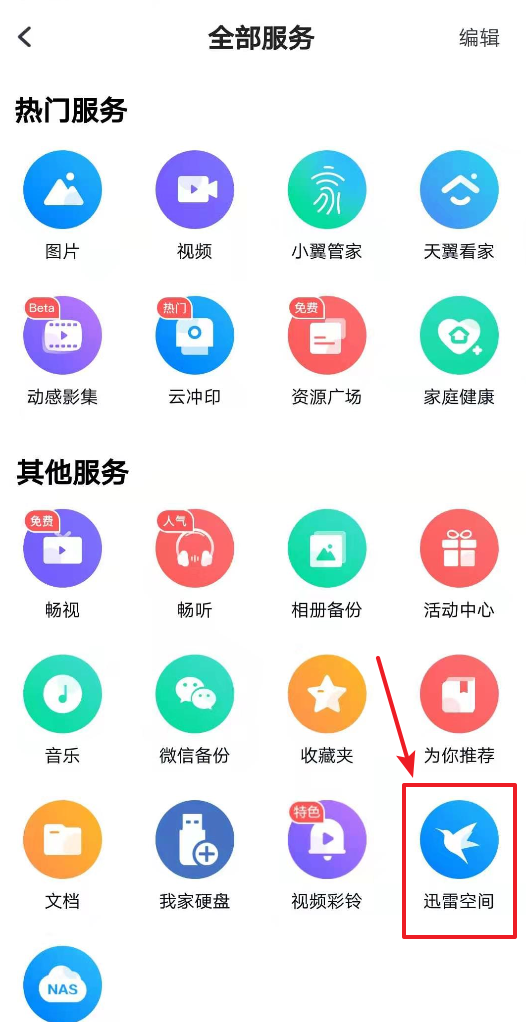 全部服务 编辑
热门服务
图片 视频 小翼管家 天翼看家
Beta 热门 免费
动感影集 云冲印 资源广场 家庭健康
其他服务
免费 人气
畅视 畅听 相册备份 活动中心
音乐 微信备份 收藏夹 为你推荐
特色
文档 我家硬盘 视频彩铃 迅雷空间
NAS